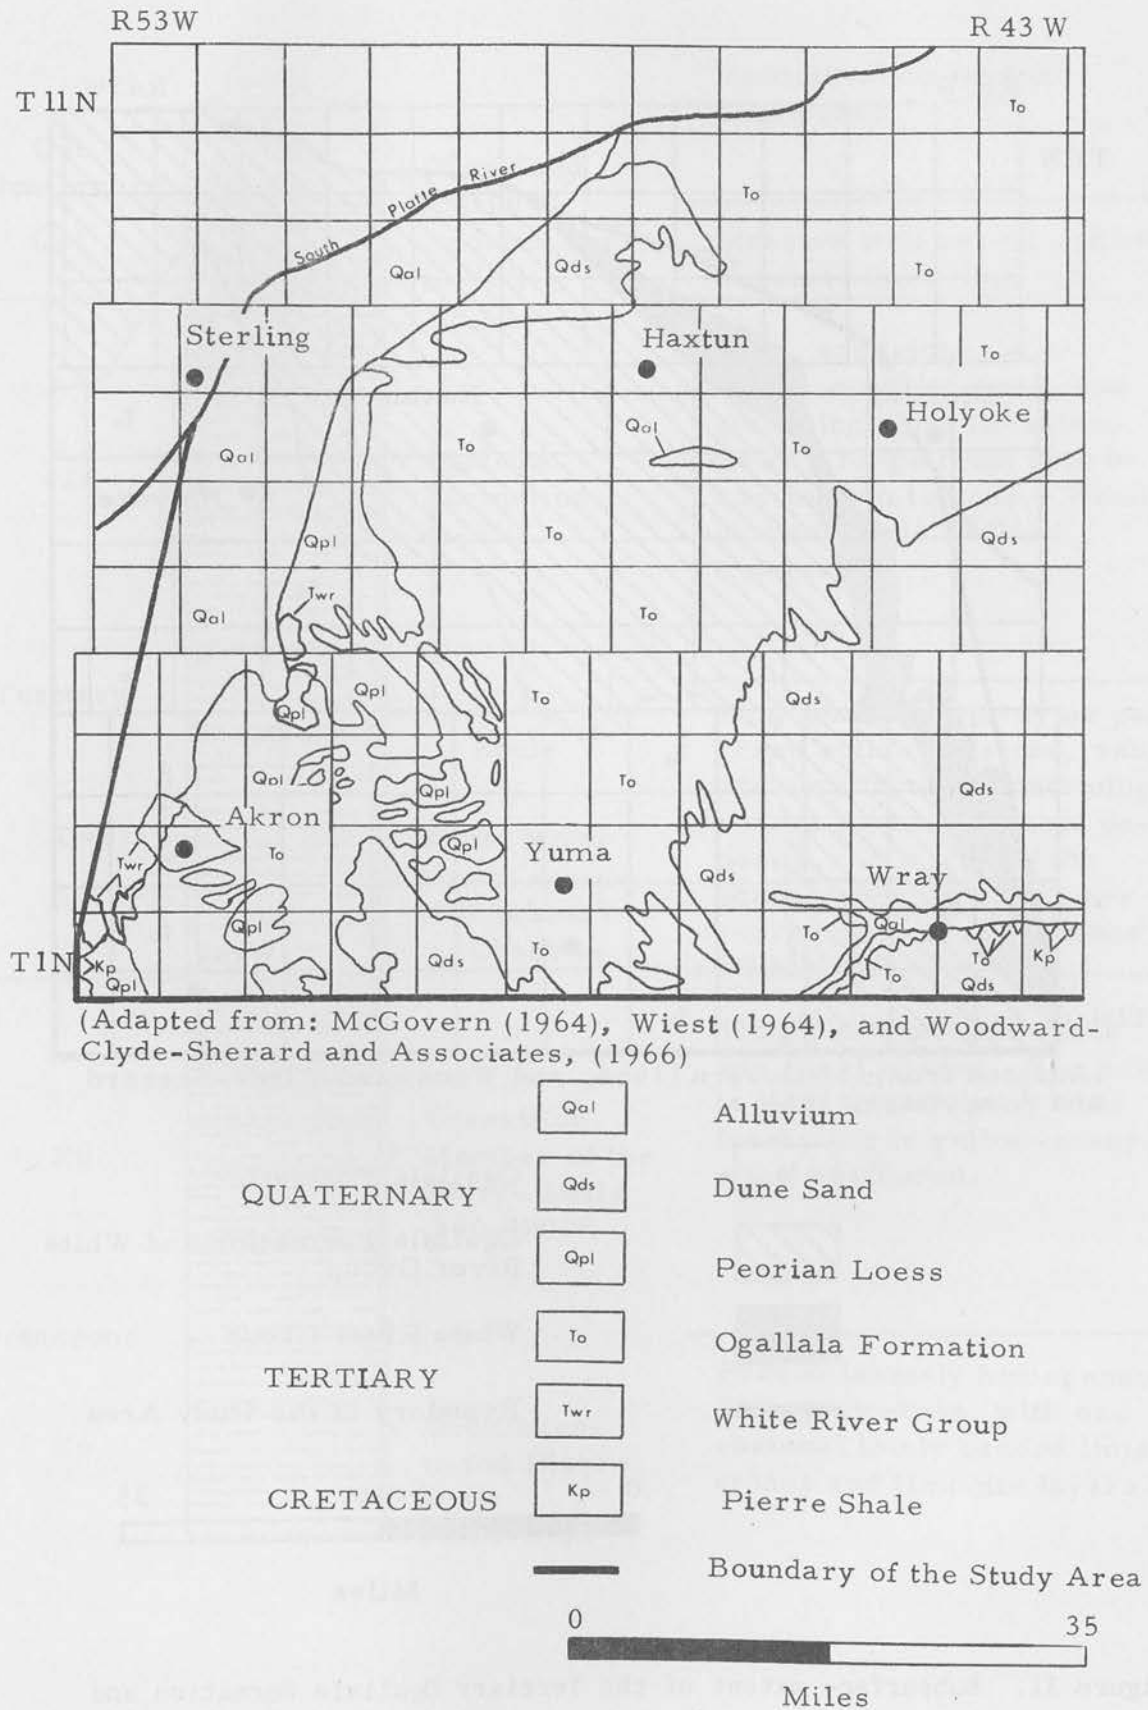 R53W R 43 W
T 11 N
To
South Platte River
To
Qal Qds To
Sterling Haxtun To
Holyoke
Qal To Qal To
Qpl To Qds
Twr
Qal To
Qpl To Qds
Qpl
Qpl Qpl To Qds
Akron
Twr To Qpl Yuma Qds Wray
Qpl To Qal
T1N Kp Qds To To To Kp
Qpl Qds
(Adapted from: McGovern (1964), Wiest (1964), and Woodward-
Clyde-Sherard and Associates, (1966)
Qal Alluvium
QUATERNARY Qds Dune Sand
Qpl Peorian Loess
To Ogallala Formation
TERTIARY
Twr White River Group
CRETACEOUS Kp Pierre Shale
Boundary of the Study Area
0 35
Miles